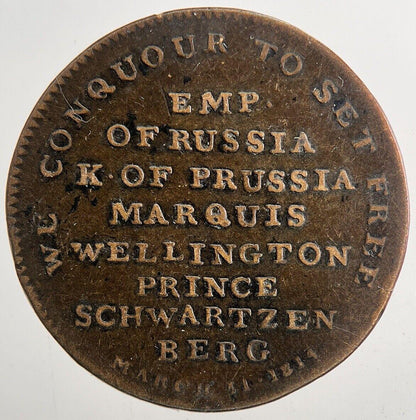 WE CONQUOUR TO SET FREE
EMP
OF RUSSIA
K·OF PRUSSIA
MARQUIS
WELLINGTON
PRINCE
SCHWARTZEN
BERG
MARCH 31·1814